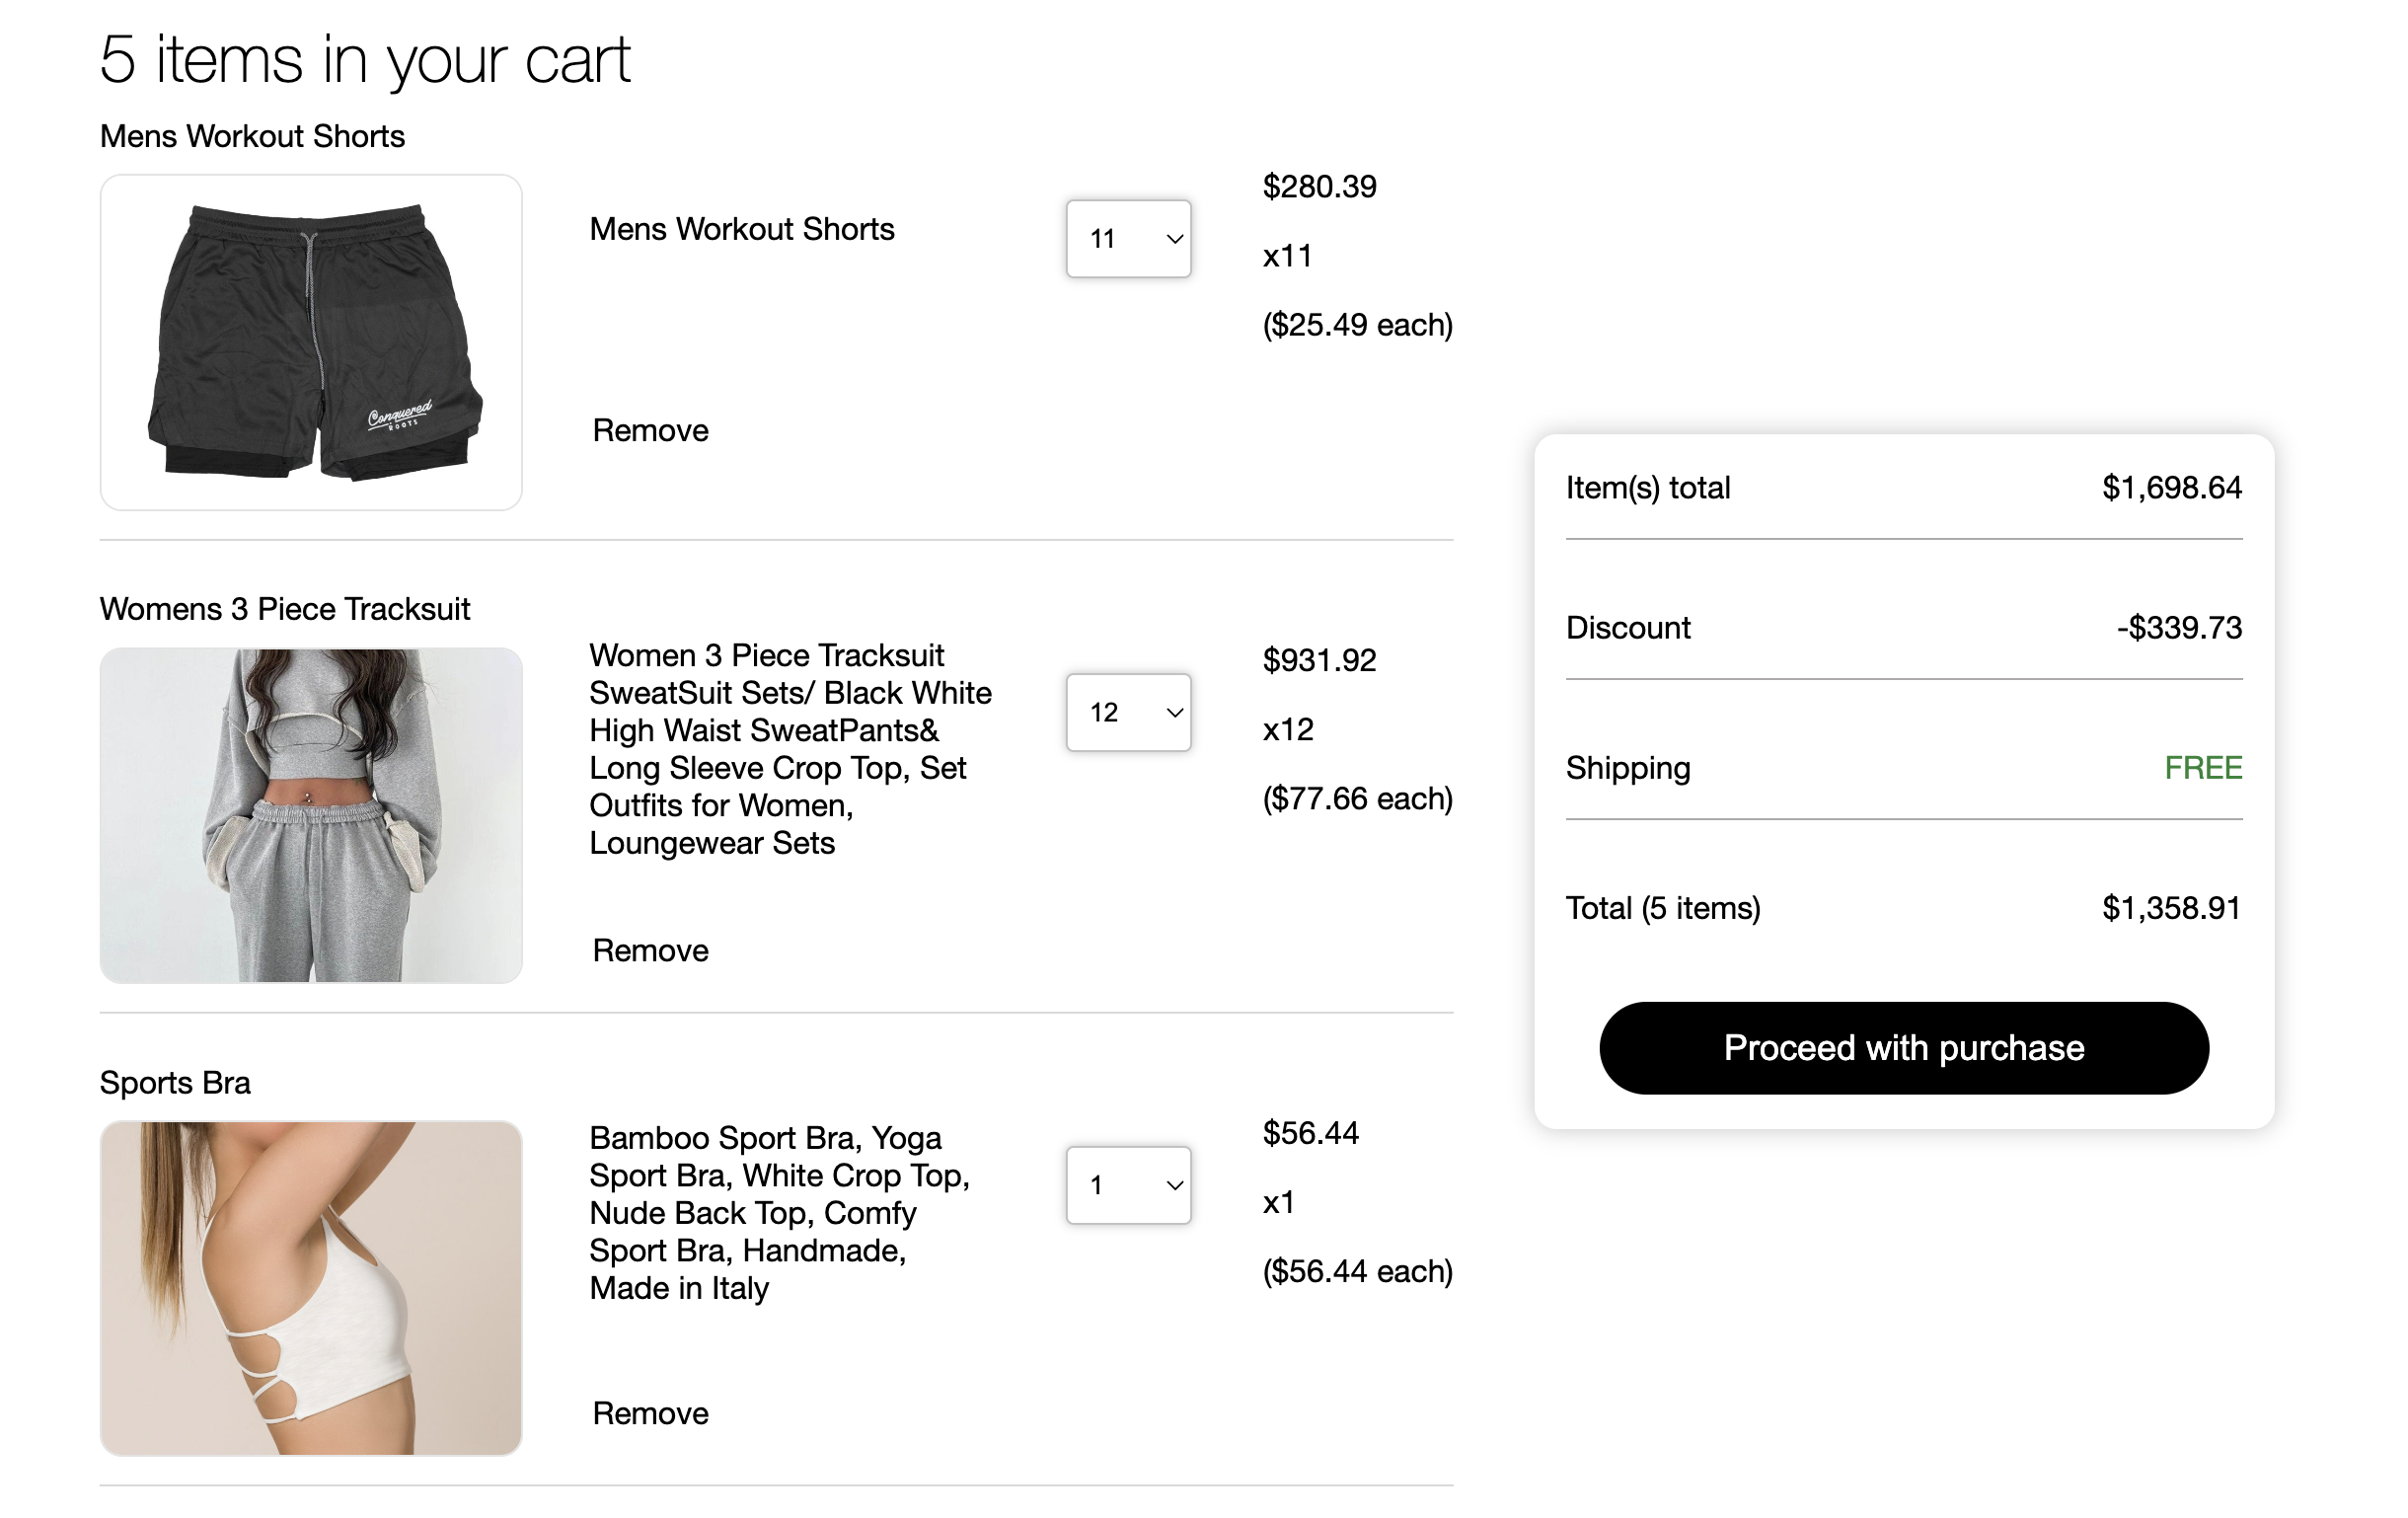 5 items in your cart
Mens Workout Shorts
Conquered
ROOTS
Mens Workout Shorts
Remove
11
$280.39
x11
($25.49 each)
Womens 3 Piece Tracksuit
Women 3 Piece Tracksuit
SweatSuit Sets/ Black White
High Waist SweatPants&
Long Sleeve Crop Top, Set
Outfits for Women,
Loungewear Sets
Remove
12
$931.92
x12
($77.66 each)
Sports Bra
Bamboo Sport Bra, Yoga
Sport Bra, White Crop Top,
Nude Back Top, Comfy
Sport Bra, Handmade,
Made in Italy
Remove
1
$56.44
x1
($56.44 each)
Item(s) total $1,698.64
Discount -$339.73
Shipping FREE
Total (5 items) $1,358.91
Proceed with purchase